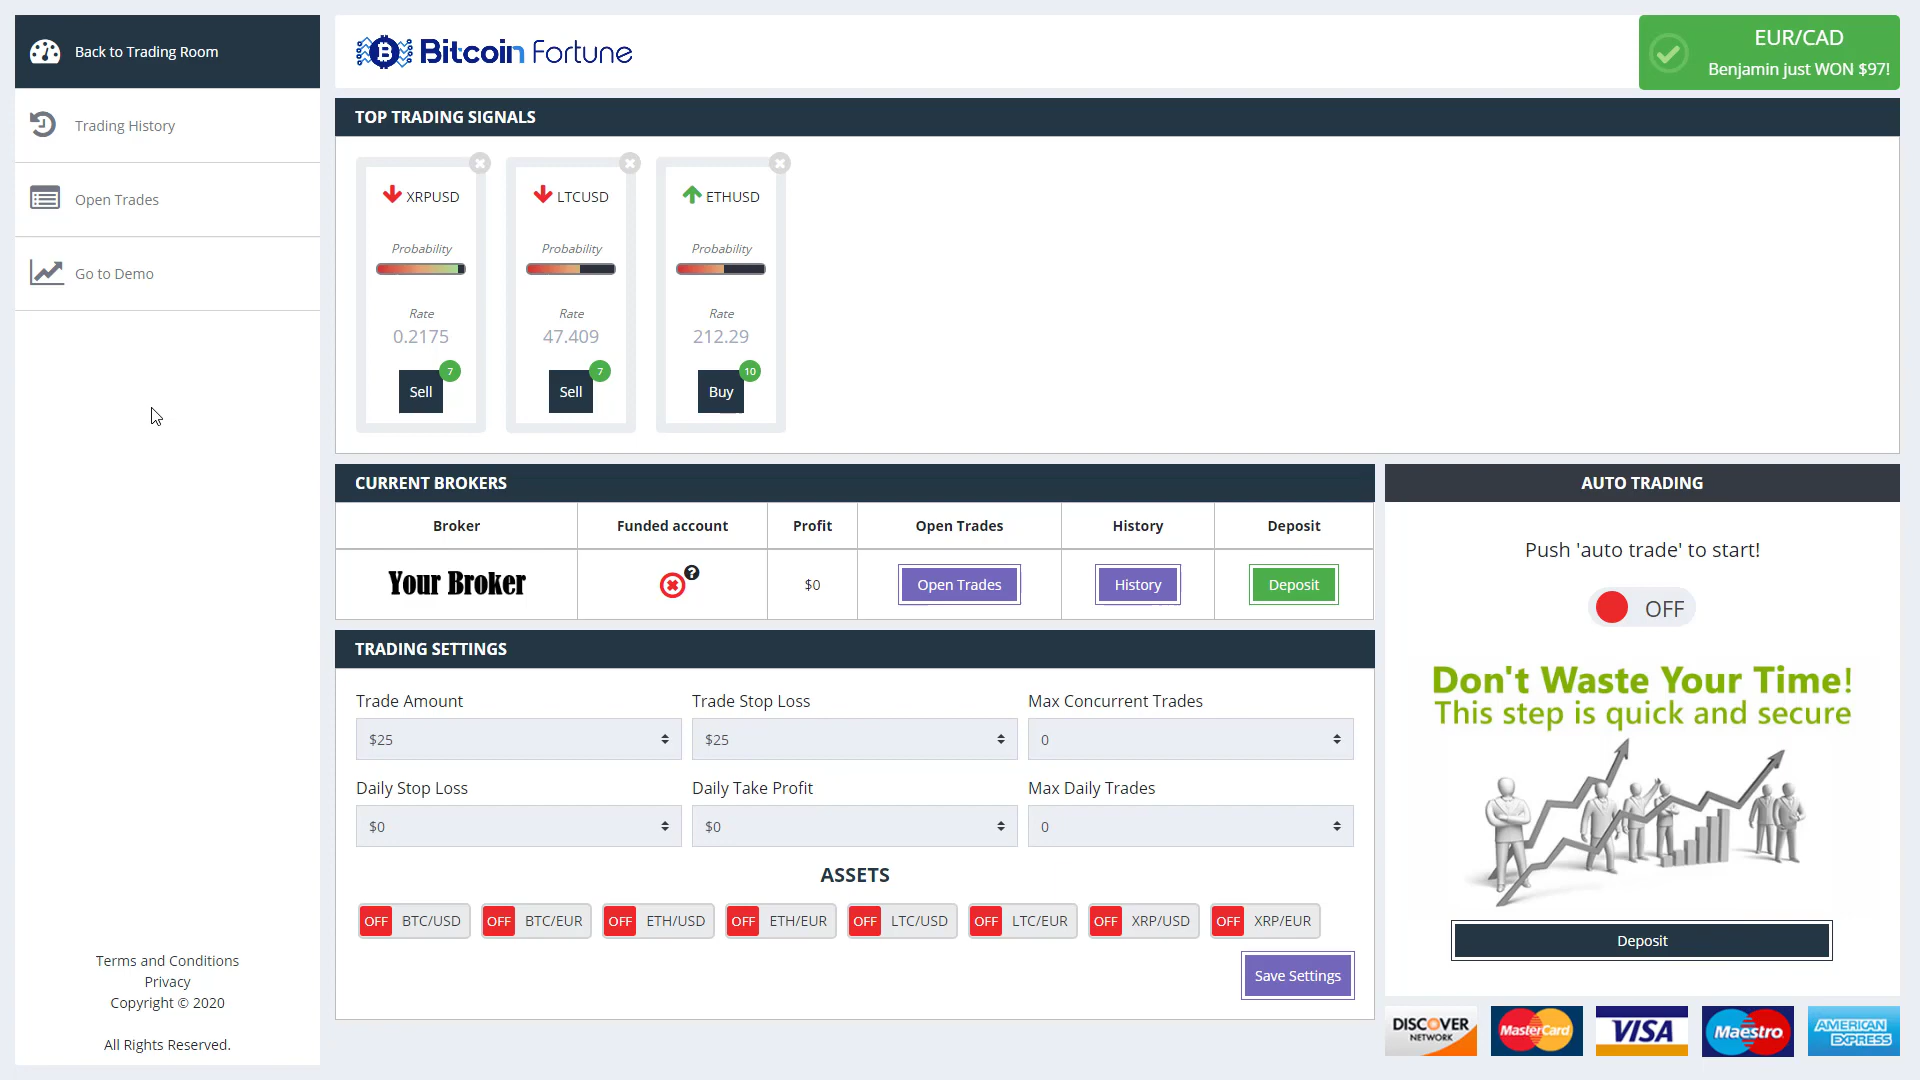 Back to Trading Room
Trading History
Open Trades
Go to Demo
Terms and Conditions
Privacy
Copyright © 2020
All Rights Reserved.
Bitcoin Fortune
EUR/CAD
Benjamin just WON $97!
TOP TRADING SIGNALS
XRPUSD
Probability
Rate
0.2175
Sell
7
LTCUSD
Probability
Rate
47.409
Sell
7
ETHUSD
Probability
Rate
212.29
Buy
10
CURRENT BROKERS
Broker Funded account Profit Open Trades History Deposit
Your Broker ? $0 Open Trades History Deposit
TRADING SETTINGS
Trade Amount Trade Stop Loss Max Concurrent Trades
$25 $25 0
Daily Stop Loss Daily Take Profit Max Daily Trades
$0 $0 0
ASSETS
OFF BTC/USD OFF BTC/EUR OFF ETH/USD OFF ETH/EUR OFF LTC/USD OFF LTC/EUR OFF XRP/USD OFF XRP/EUR
Save Settings
AUTO TRADING
Push 'auto trade' to start!
OFF
Don't Waste Your Time!
This step is quick and secure
Deposit
DISCOVER NETWORK
MasterCard
VISA
Maestro
AMERICAN EXPRESS